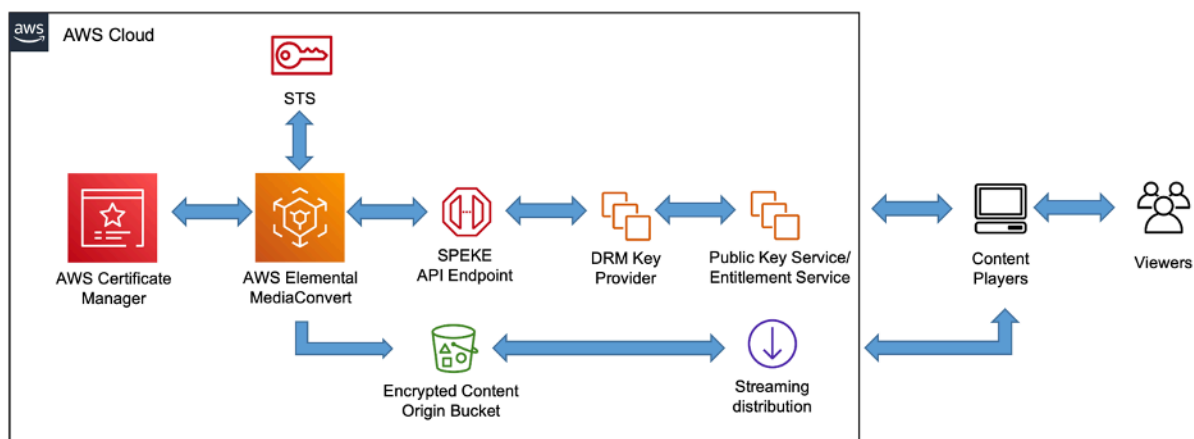 aws
AWS Cloud
STS
AWS Certificate
Manager
AWS Elemental
MediaConvert
SPEKE
API Endpoint
DRM Key
Provider
Public Key Service/
Entitlement Service
Content
Players
Viewers
Encrypted Content
Origin Bucket
Streaming
distribution